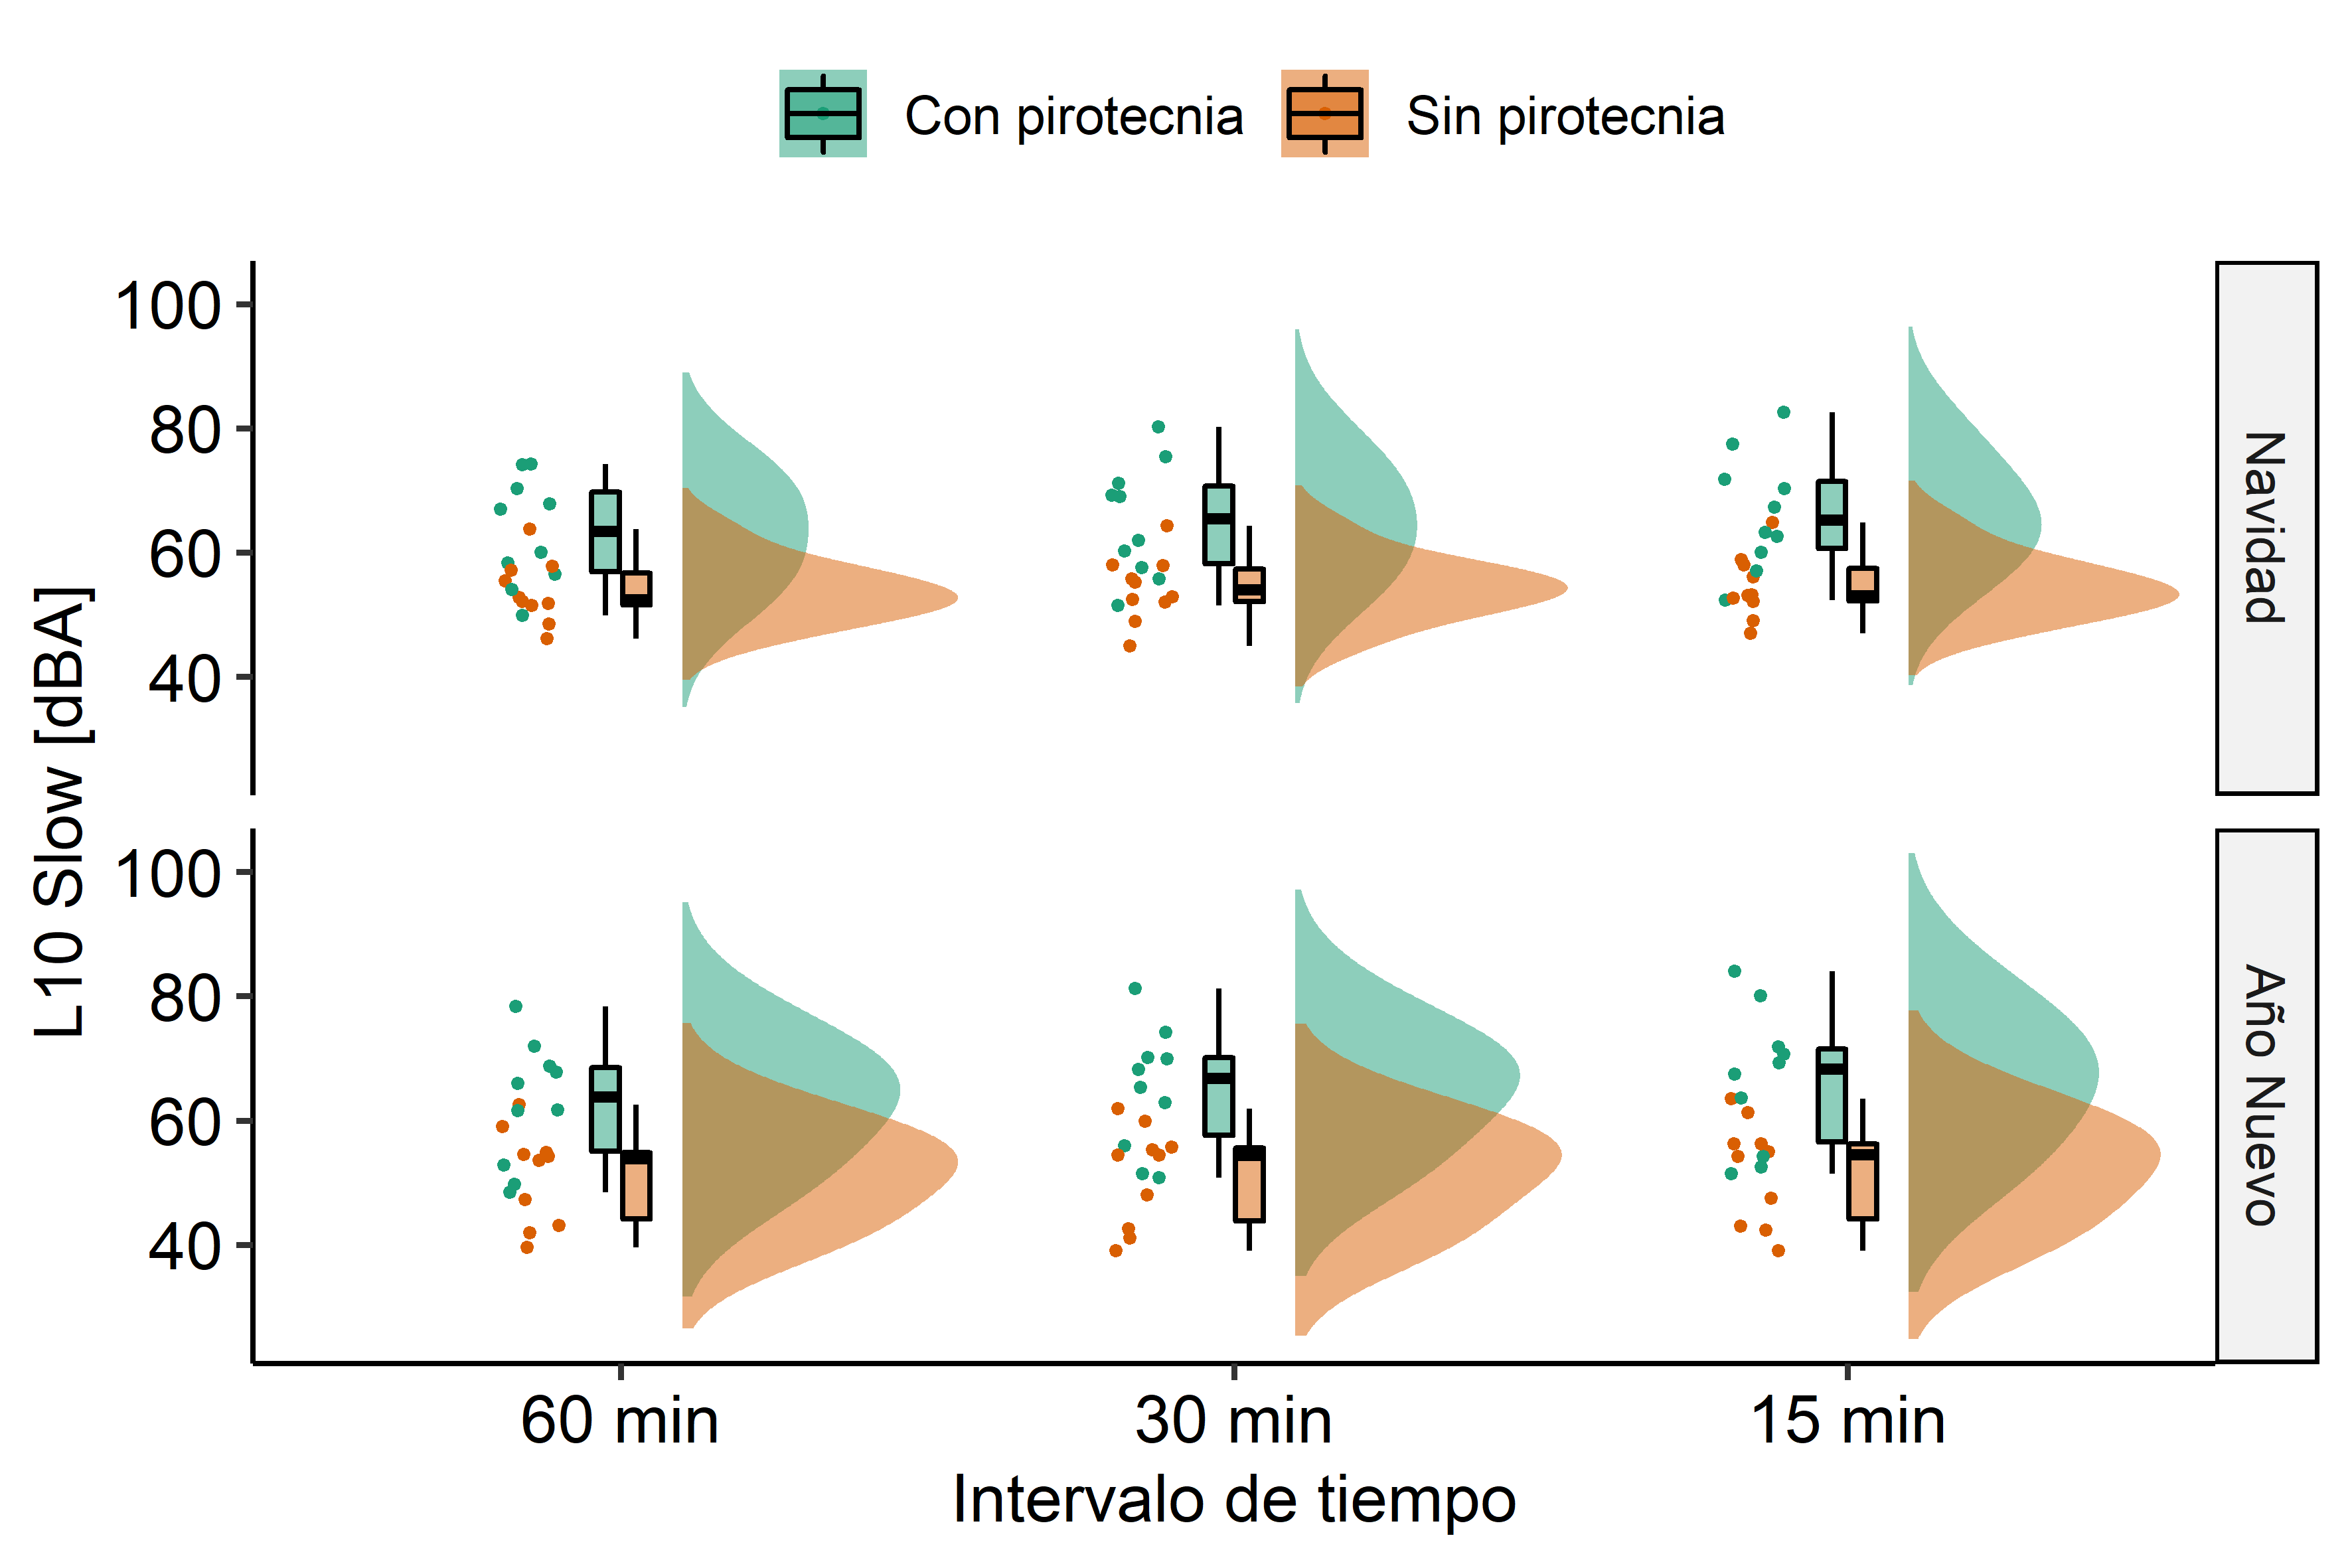 Con pirotecnia
Sin pirotecnia
L10 Slow [dBA]
100
80
60
40
Navidad
100
80
60
40
Año Nuevo
60 min
30 min
15 min
Intervalo de tiempo